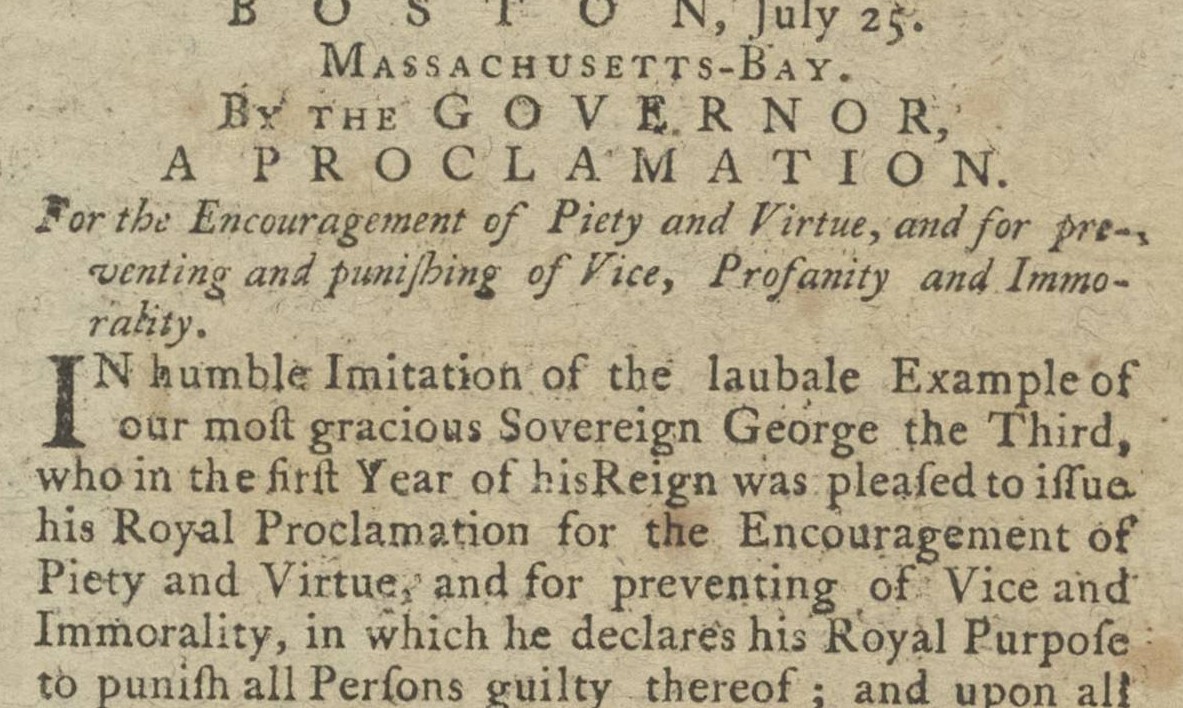 BOSTON, July 25.
MASSACHUSETTS-BAY.
BY THE GOVERNOR,
A PROCLAMATION.
For the Encouragement of Piety and Virtue, and for pre-
venting and puniſhing of Vice, Profanity and Immo-
rality.
IN humble Imitation of the laubale Example of
our moſt gracious Sovereign George the Third,
who in the firſt Year of hisReign was pleaſed to iſſue
his Royal Proclamation for the Encouragement of
Piety and Virtue, and for preventing of Vice and
Immorality, in which he declares his Royal Purpoſe
to puniſh all Perſons guilty thereof ; and upon all